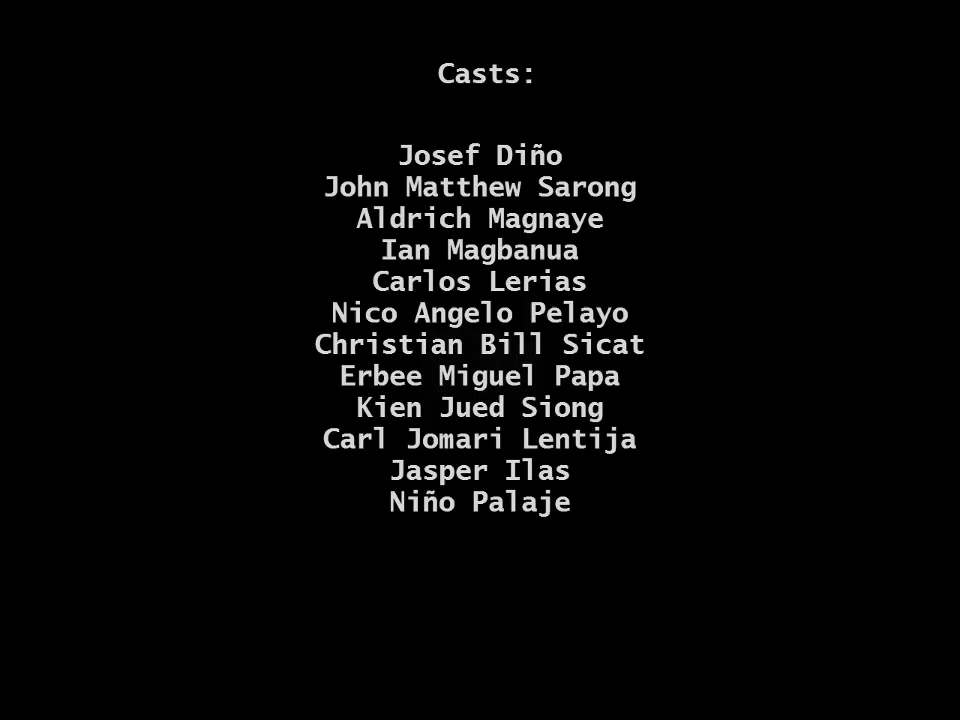 Casts:
Josef Diño
John Matthew Sarong
Aldrich Magnaye
Ian Magbanua
Carlos Lerias
Nico Angelo Pelayo
Christian Bill Sicat
Erbee Miguel Papa
Kien Jued Siong
Carl Jomari Lentija
Jasper Ilas
Niño Palaje